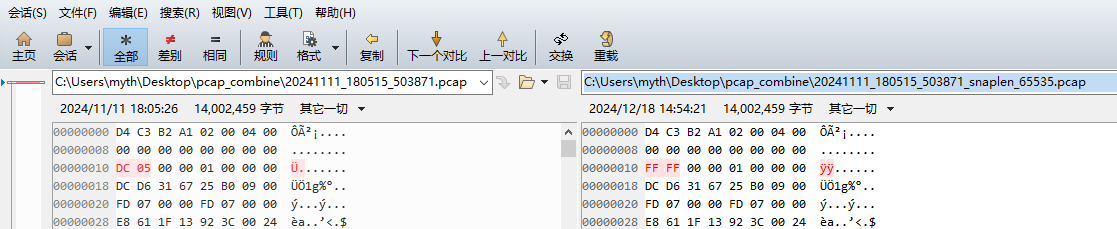 会话(S) 文件(F) 编辑(E) 搜索(R) 视图(V) 工具(T) 帮助(H)
主页 会话 * 全部 ≠ 差别 = 相同 规则 格式 复制 下一个对比 上一对比 交换 重载
C:\Users\myth\Desktop\pcap_combine\20241111_180515_503871.pcap
2024/11/11 18:05:26 14,002,459 字节 其它一切
00000000 D4 C3 B2 A1 02 00 04 00 ÔÃ²¡....
00000008 00 00 00 00 00 00 00 00 ........
00000010 DC 05 00 00 01 00 00 00 Ü.......
00000018 DC D6 31 67 25 B0 09 00 ÜÖ1g%°..
00000020 FD 07 00 00 FD 07 00 00 ý...ý...
00000028 E8 61 1F 13 92 3C 00 24 èa..’<.$
C:\Users\myth\Desktop\pcap_combine\20241111_180515_503871_snaplen_65535.pcap
2024/12/18 14:54:21 14,002,459 字节 其它一切
00000000 D4 C3 B2 A1 02 00 04 00 ÔÃ²¡....
00000008 00 00 00 00 00 00 00 00 ........
00000010 FF FF 00 00 01 00 00 00 ÿÿ......
00000018 DC D6 31 67 25 B0 09 00 ÜÖ1g%°..
00000020 FD 07 00 00 FD 07 00 00 ý...ý...
00000028 E8 61 1F 13 92 3C 00 24 èa..’<.$